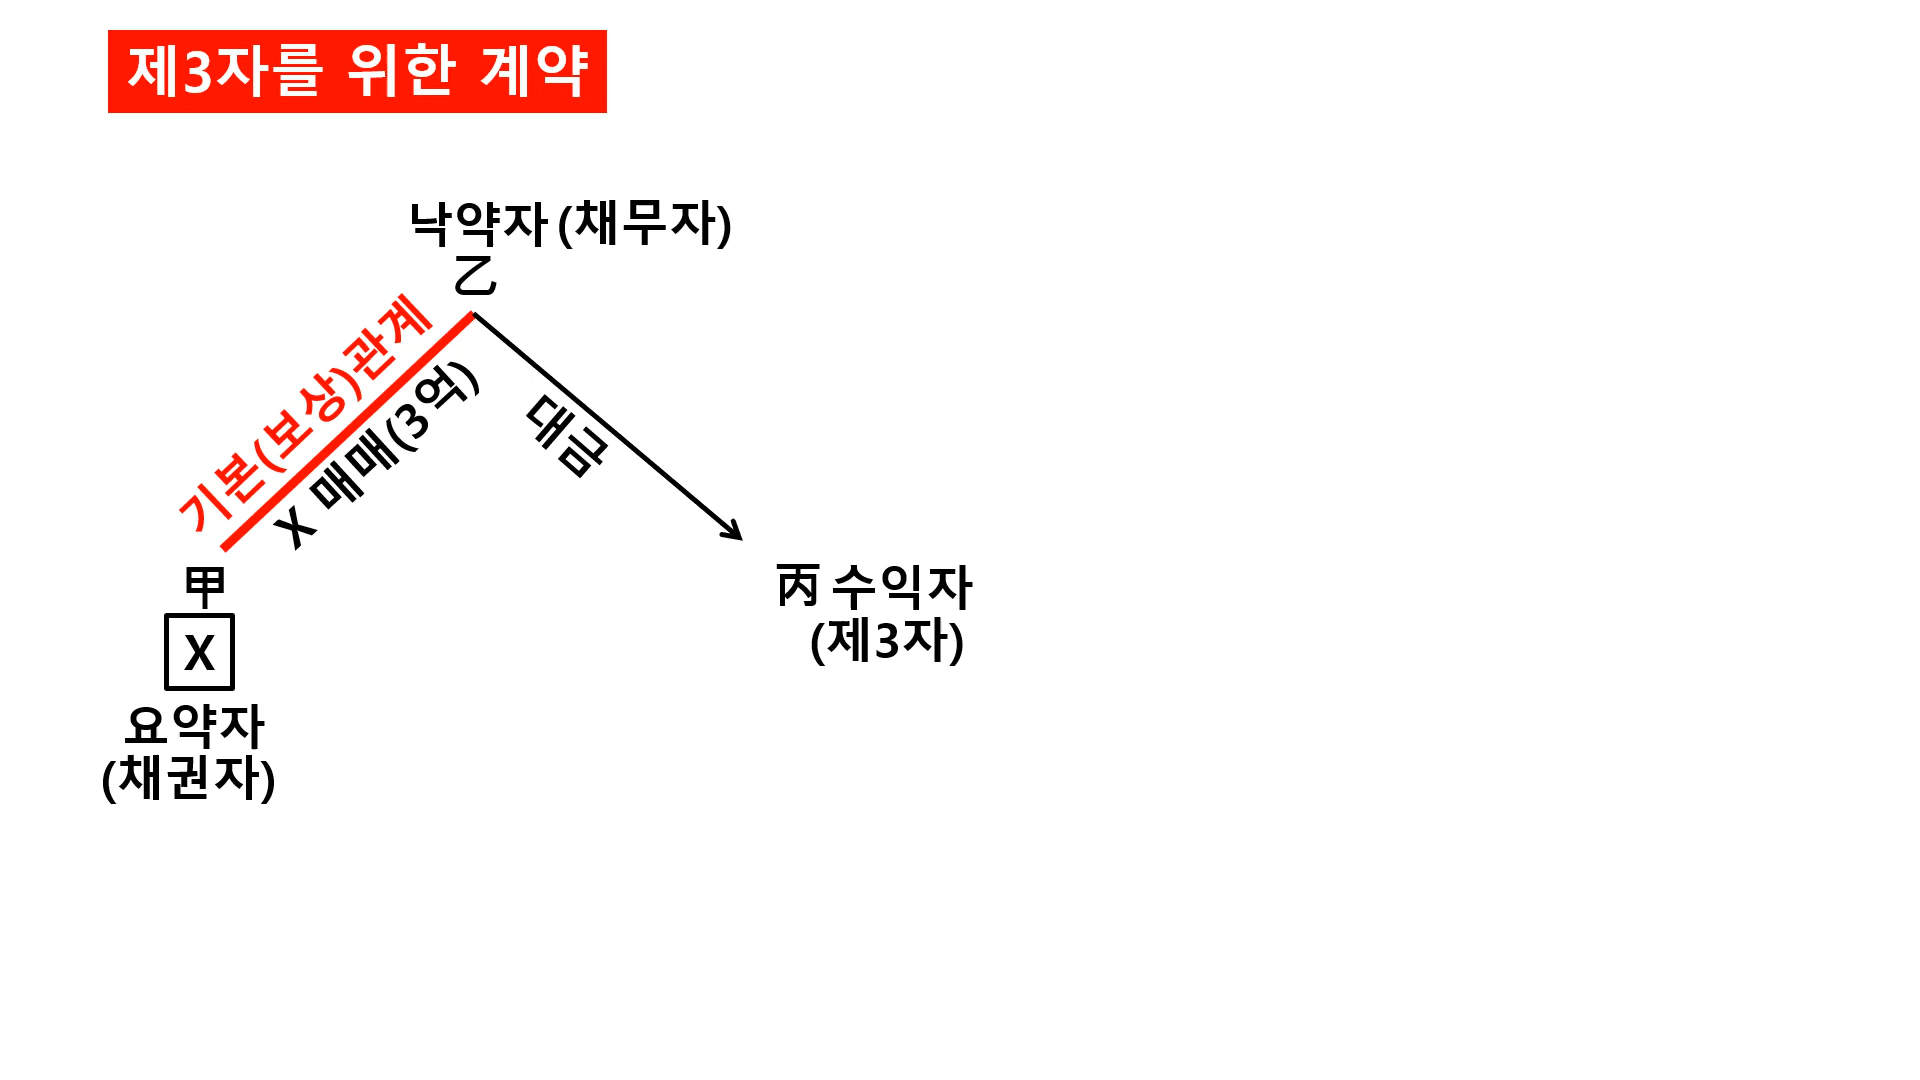 제3자를 위한 계약
낙약자 (채무자)
乙
기본(보상)관계
X 매매(3억)
대금
甲
X
요약자
(채권자)
丙 수익자
(제3자)